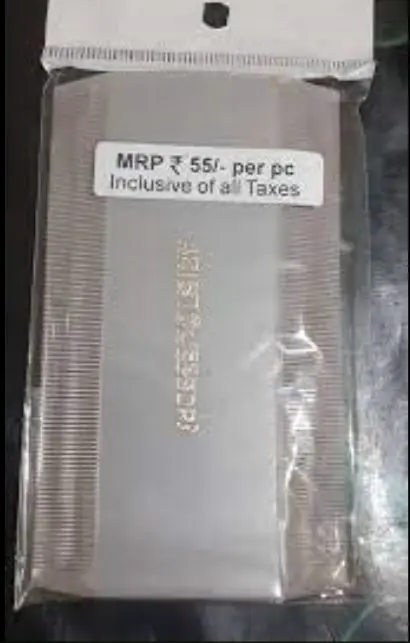 MRP ₹ 55/- per pc
Inclusive of all Taxes